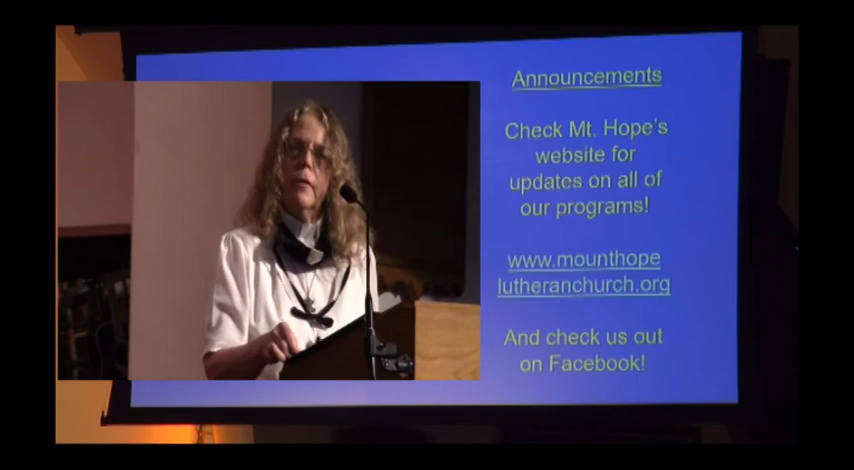 Announcements
Check Mt. Hope's
website for
updates on all of
our programs!
www.mounthope
lutheranchurch.org
And check us out
on Facebook!